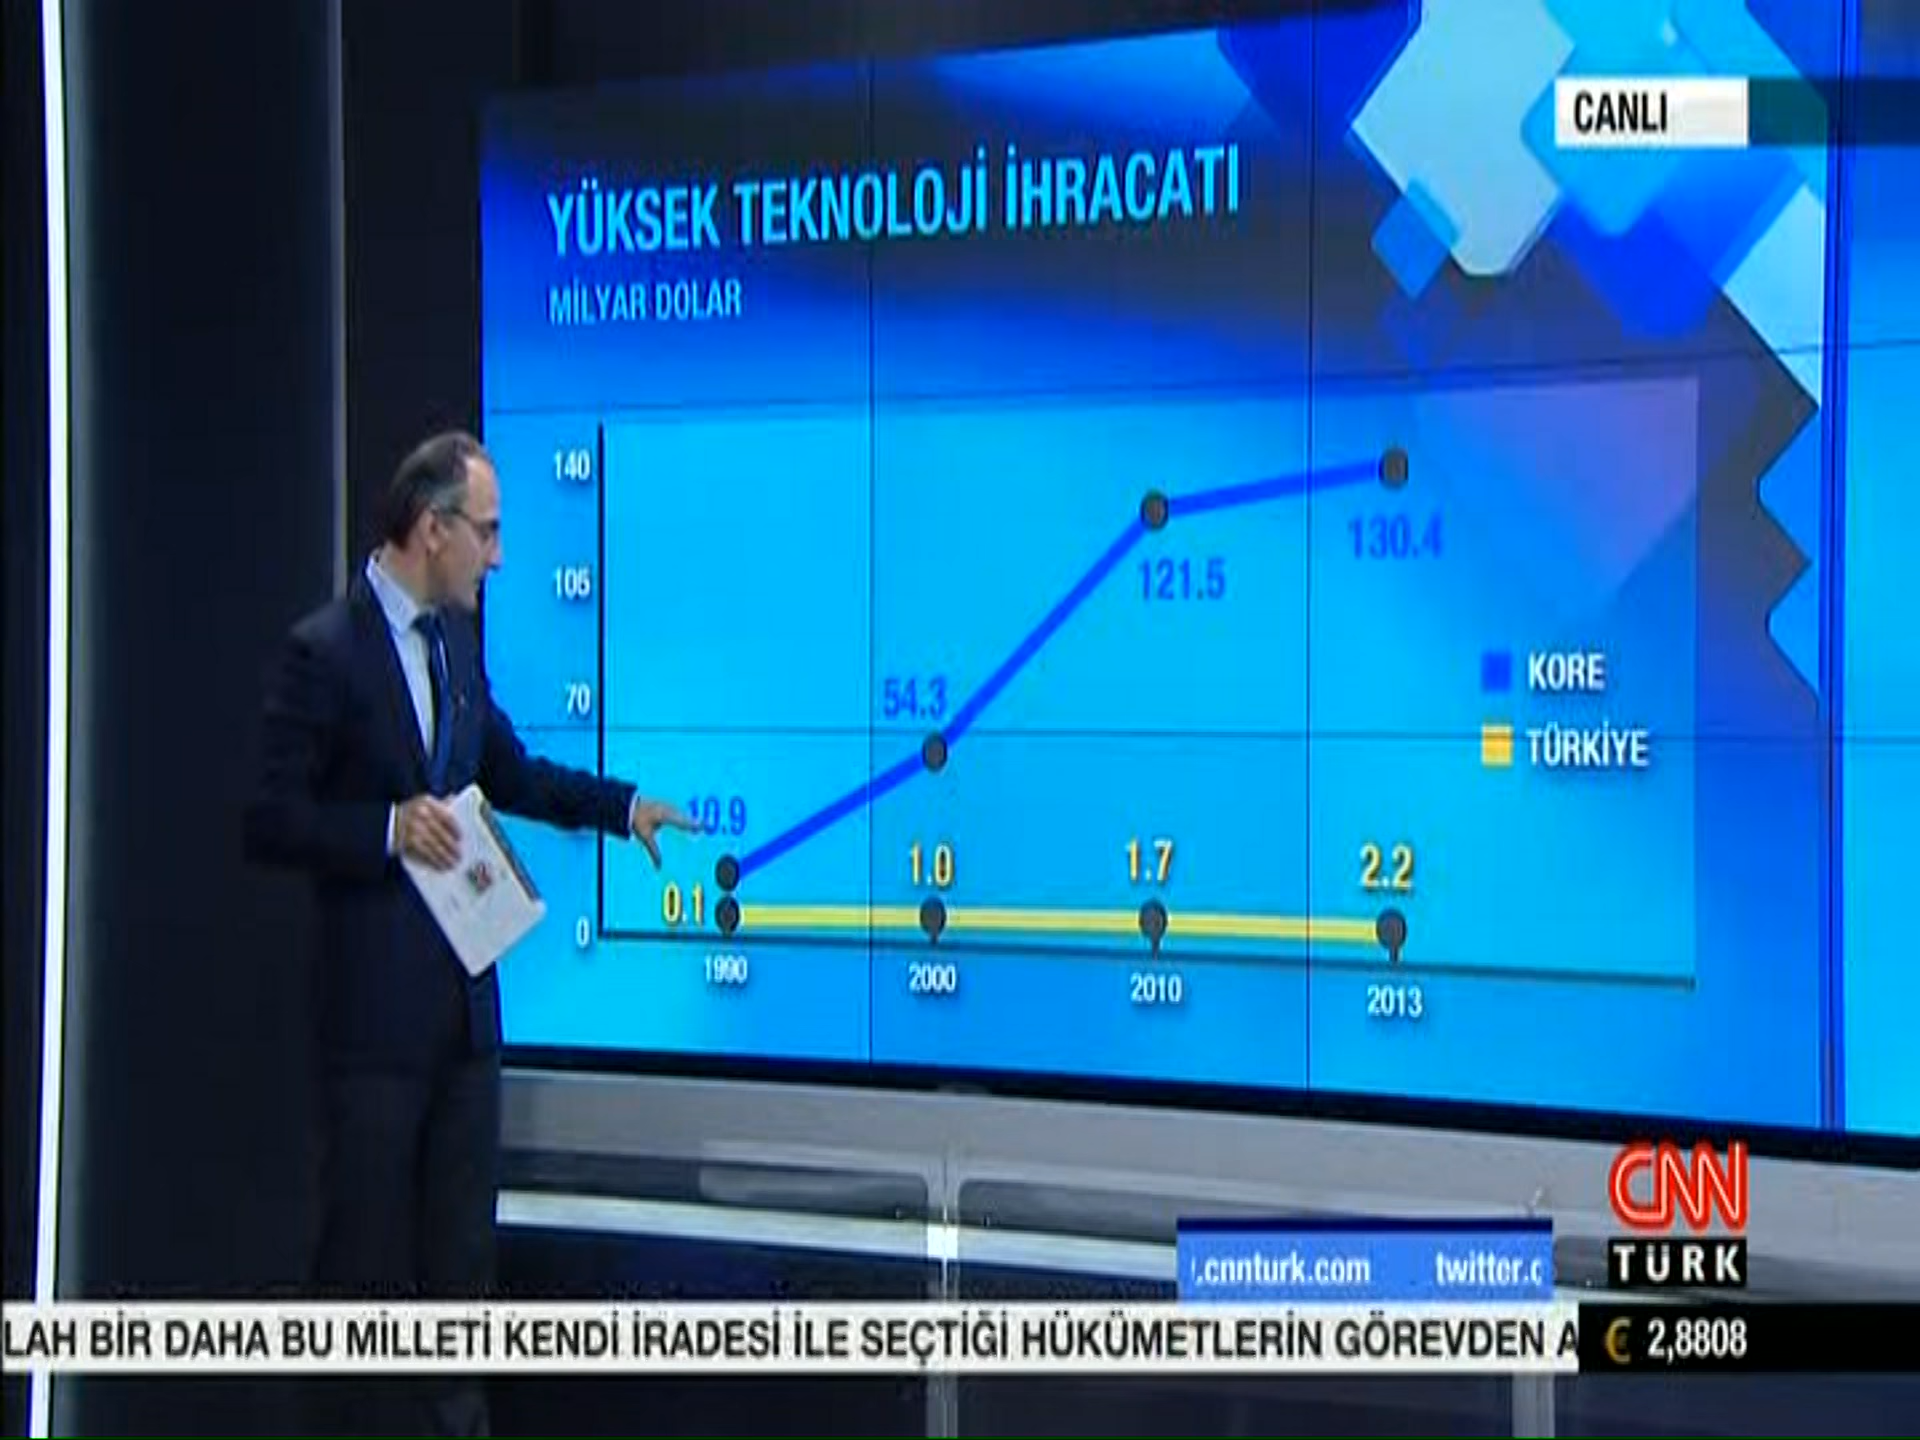 CANLI
YÜKSEK TEKNOLOJİ İHRACATI
MİLYAR DOLAR
140
105
70
0
10.9
54.3
121.5
130.4
0.1
1.0
1.7
2.2
1990
2000
2010
2013
KORE
TÜRKİYE
CNN
TÜRK
.cnnturk.com twitter.c
LAH BİR DAHA BU MİLLETİ KENDİ İRADESİ İLE SEÇTİĞİ HÜKÜMETLERİN GÖREVDEN A
€ 2,8808